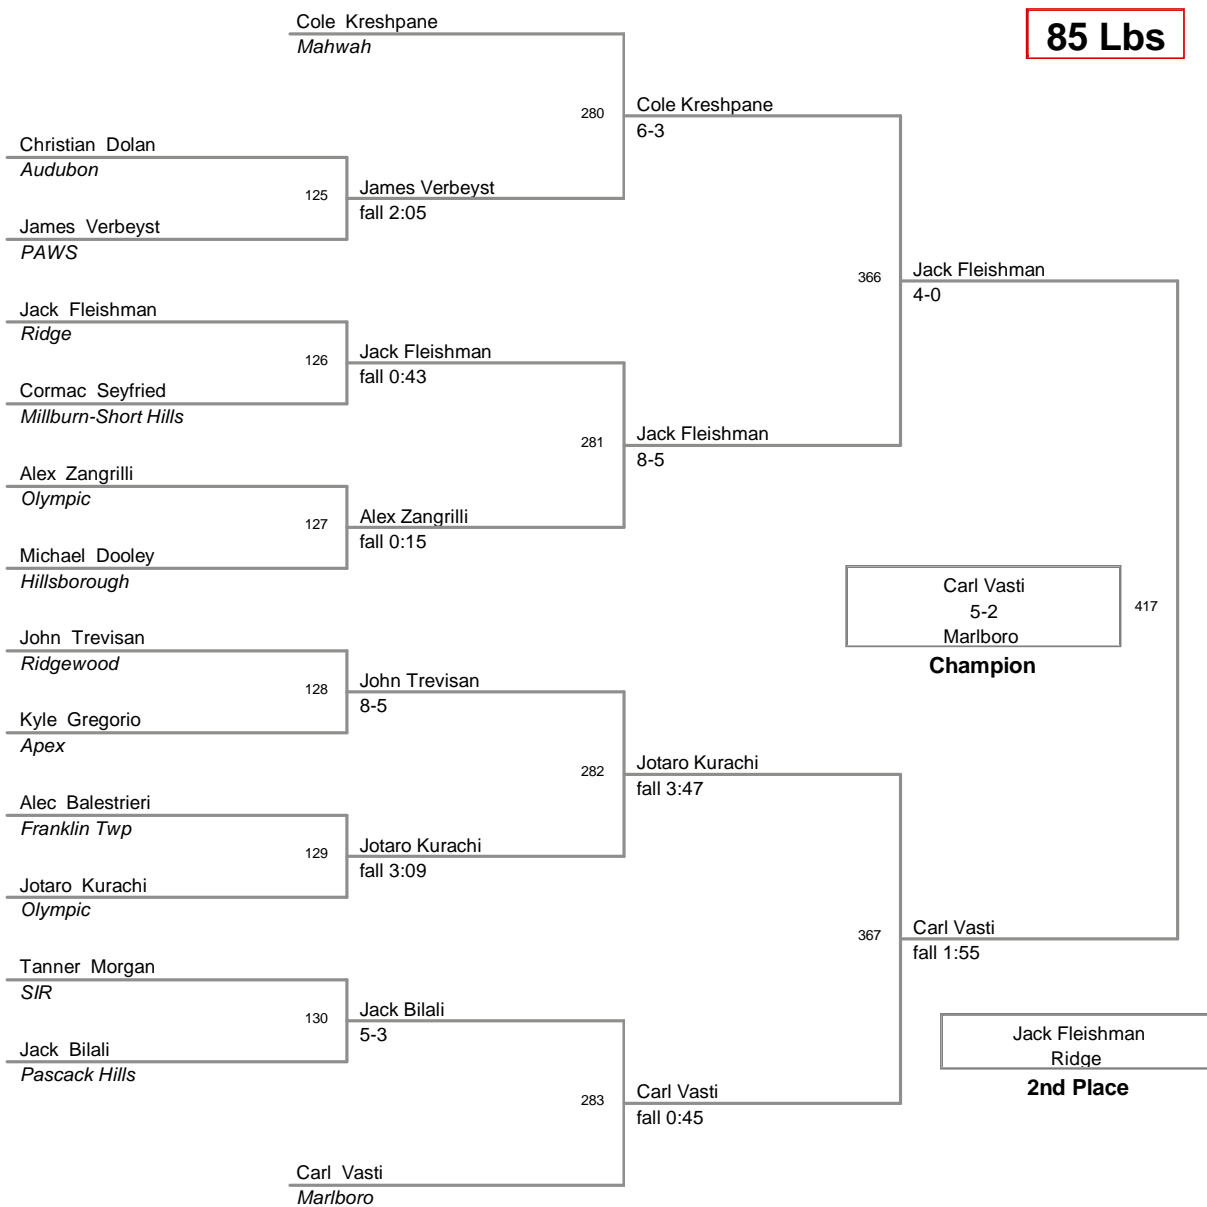 Cole Kreshpane
Mahwah
85 Lbs
280
Cole Kreshpane
6-3
Christian Dolan
Audubon
125
James Verbeyst
fall 2:05
James Verbeyst
PAWS
366
Jack Fleishman
4-0
Jack Fleishman
Ridge
126
Jack Fleishman
fall 0:43
Cormac Seyfried
Millburn-Short Hills
281
Jack Fleishman
8-5
Alex Zangrilli
Olympic
127
Alex Zangrilli
fall 0:15
Michael Dooley
Hillsborough
Carl Vasti
5-2
Marlboro
417
Champion
John Trevisan
Ridgewood
128
John Trevisan
8-5
Kyle Gregorio
Apex
282
Jotaro Kurachi
fall 3:47
Alec Balestrieri
Franklin Twp
129
Jotaro Kurachi
fall 3:09
Jotaro Kurachi
Olympic
367
Carl Vasti
fall 1:55
Tanner Morgan
SIR
130
Jack Bilali
5-3
Jack Bilali
Pascack Hills
Jack Fleishman
Ridge
2nd Place
283
Carl Vasti
fall 0:45
Carl Vasti
Marlboro